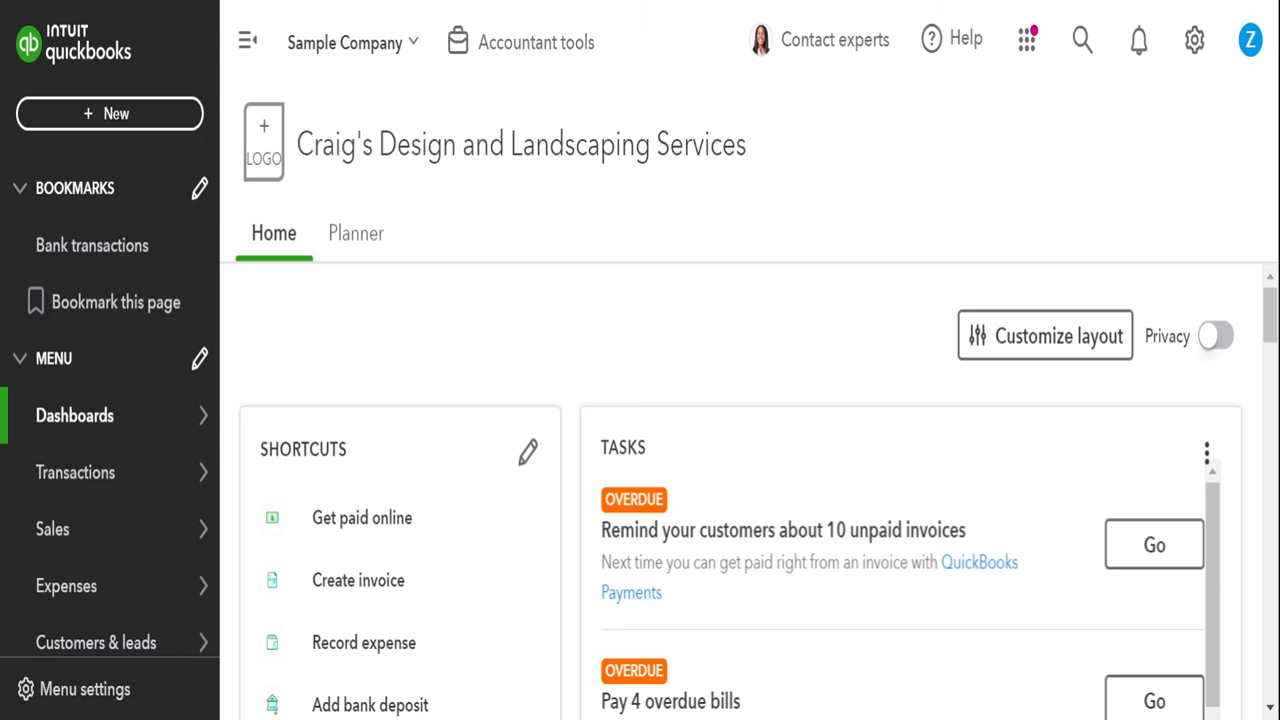 INTUIT
quickbooks
qb
Sample Company
Accountant tools
Contact experts
Help
Z
+ New
+
LOGO
Craig's Design and Landscaping Services
BOOKMARKS
Bank transactions
Bookmark this page
Home
Planner
MENU
Dashboards
Transactions
Sales
Expenses
Customers & leads
Menu settings
Customize layout
Privacy
SHORTCUTS
Get paid online
Create invoice
Record expense
Add bank deposit
TASKS
OVERDUE
Remind your customers about 10 unpaid invoices
Next time you can get paid right from an invoice with QuickBooks
Payments
Go
OVERDUE
Pay 4 overdue bills
Go